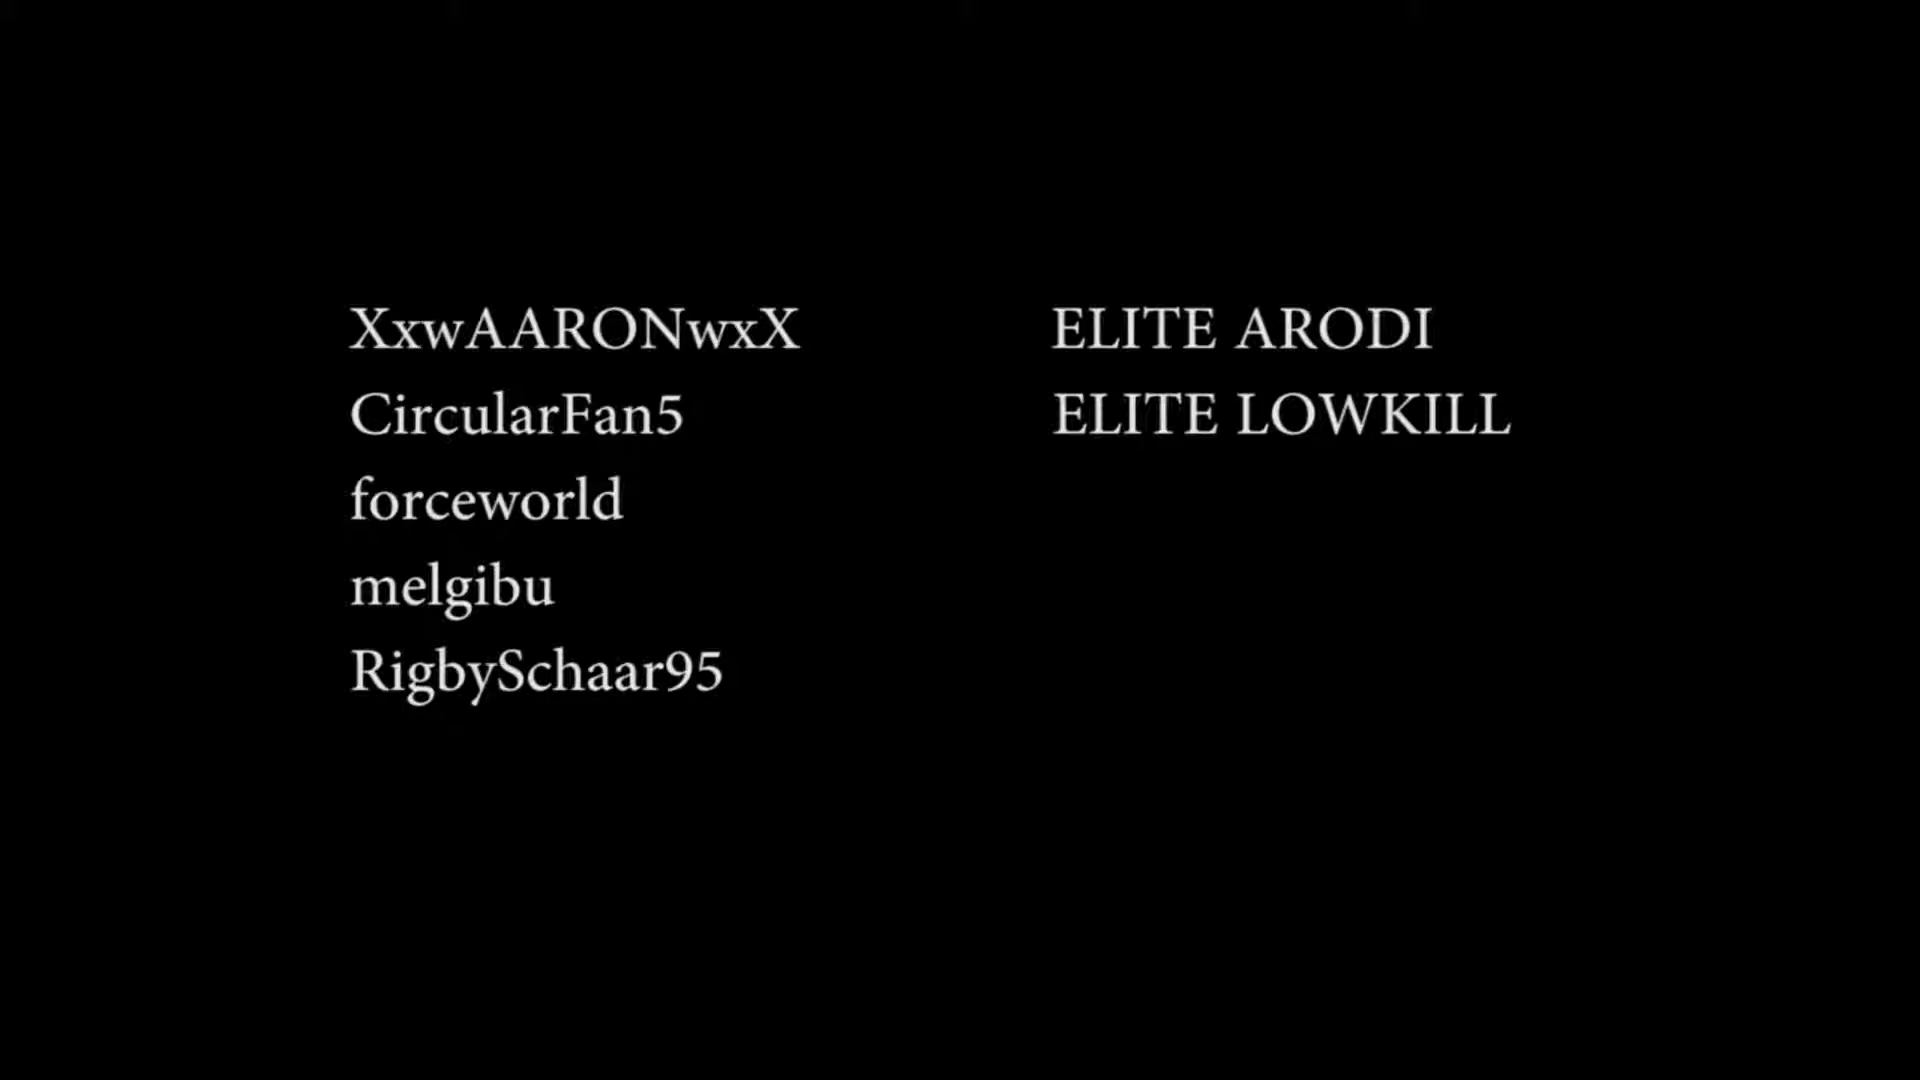 XxwAARONwxX
CircularFan5
forceworld
melgibu
RigbySchaar95
ELITE ARODI
ELITE LOWKILL